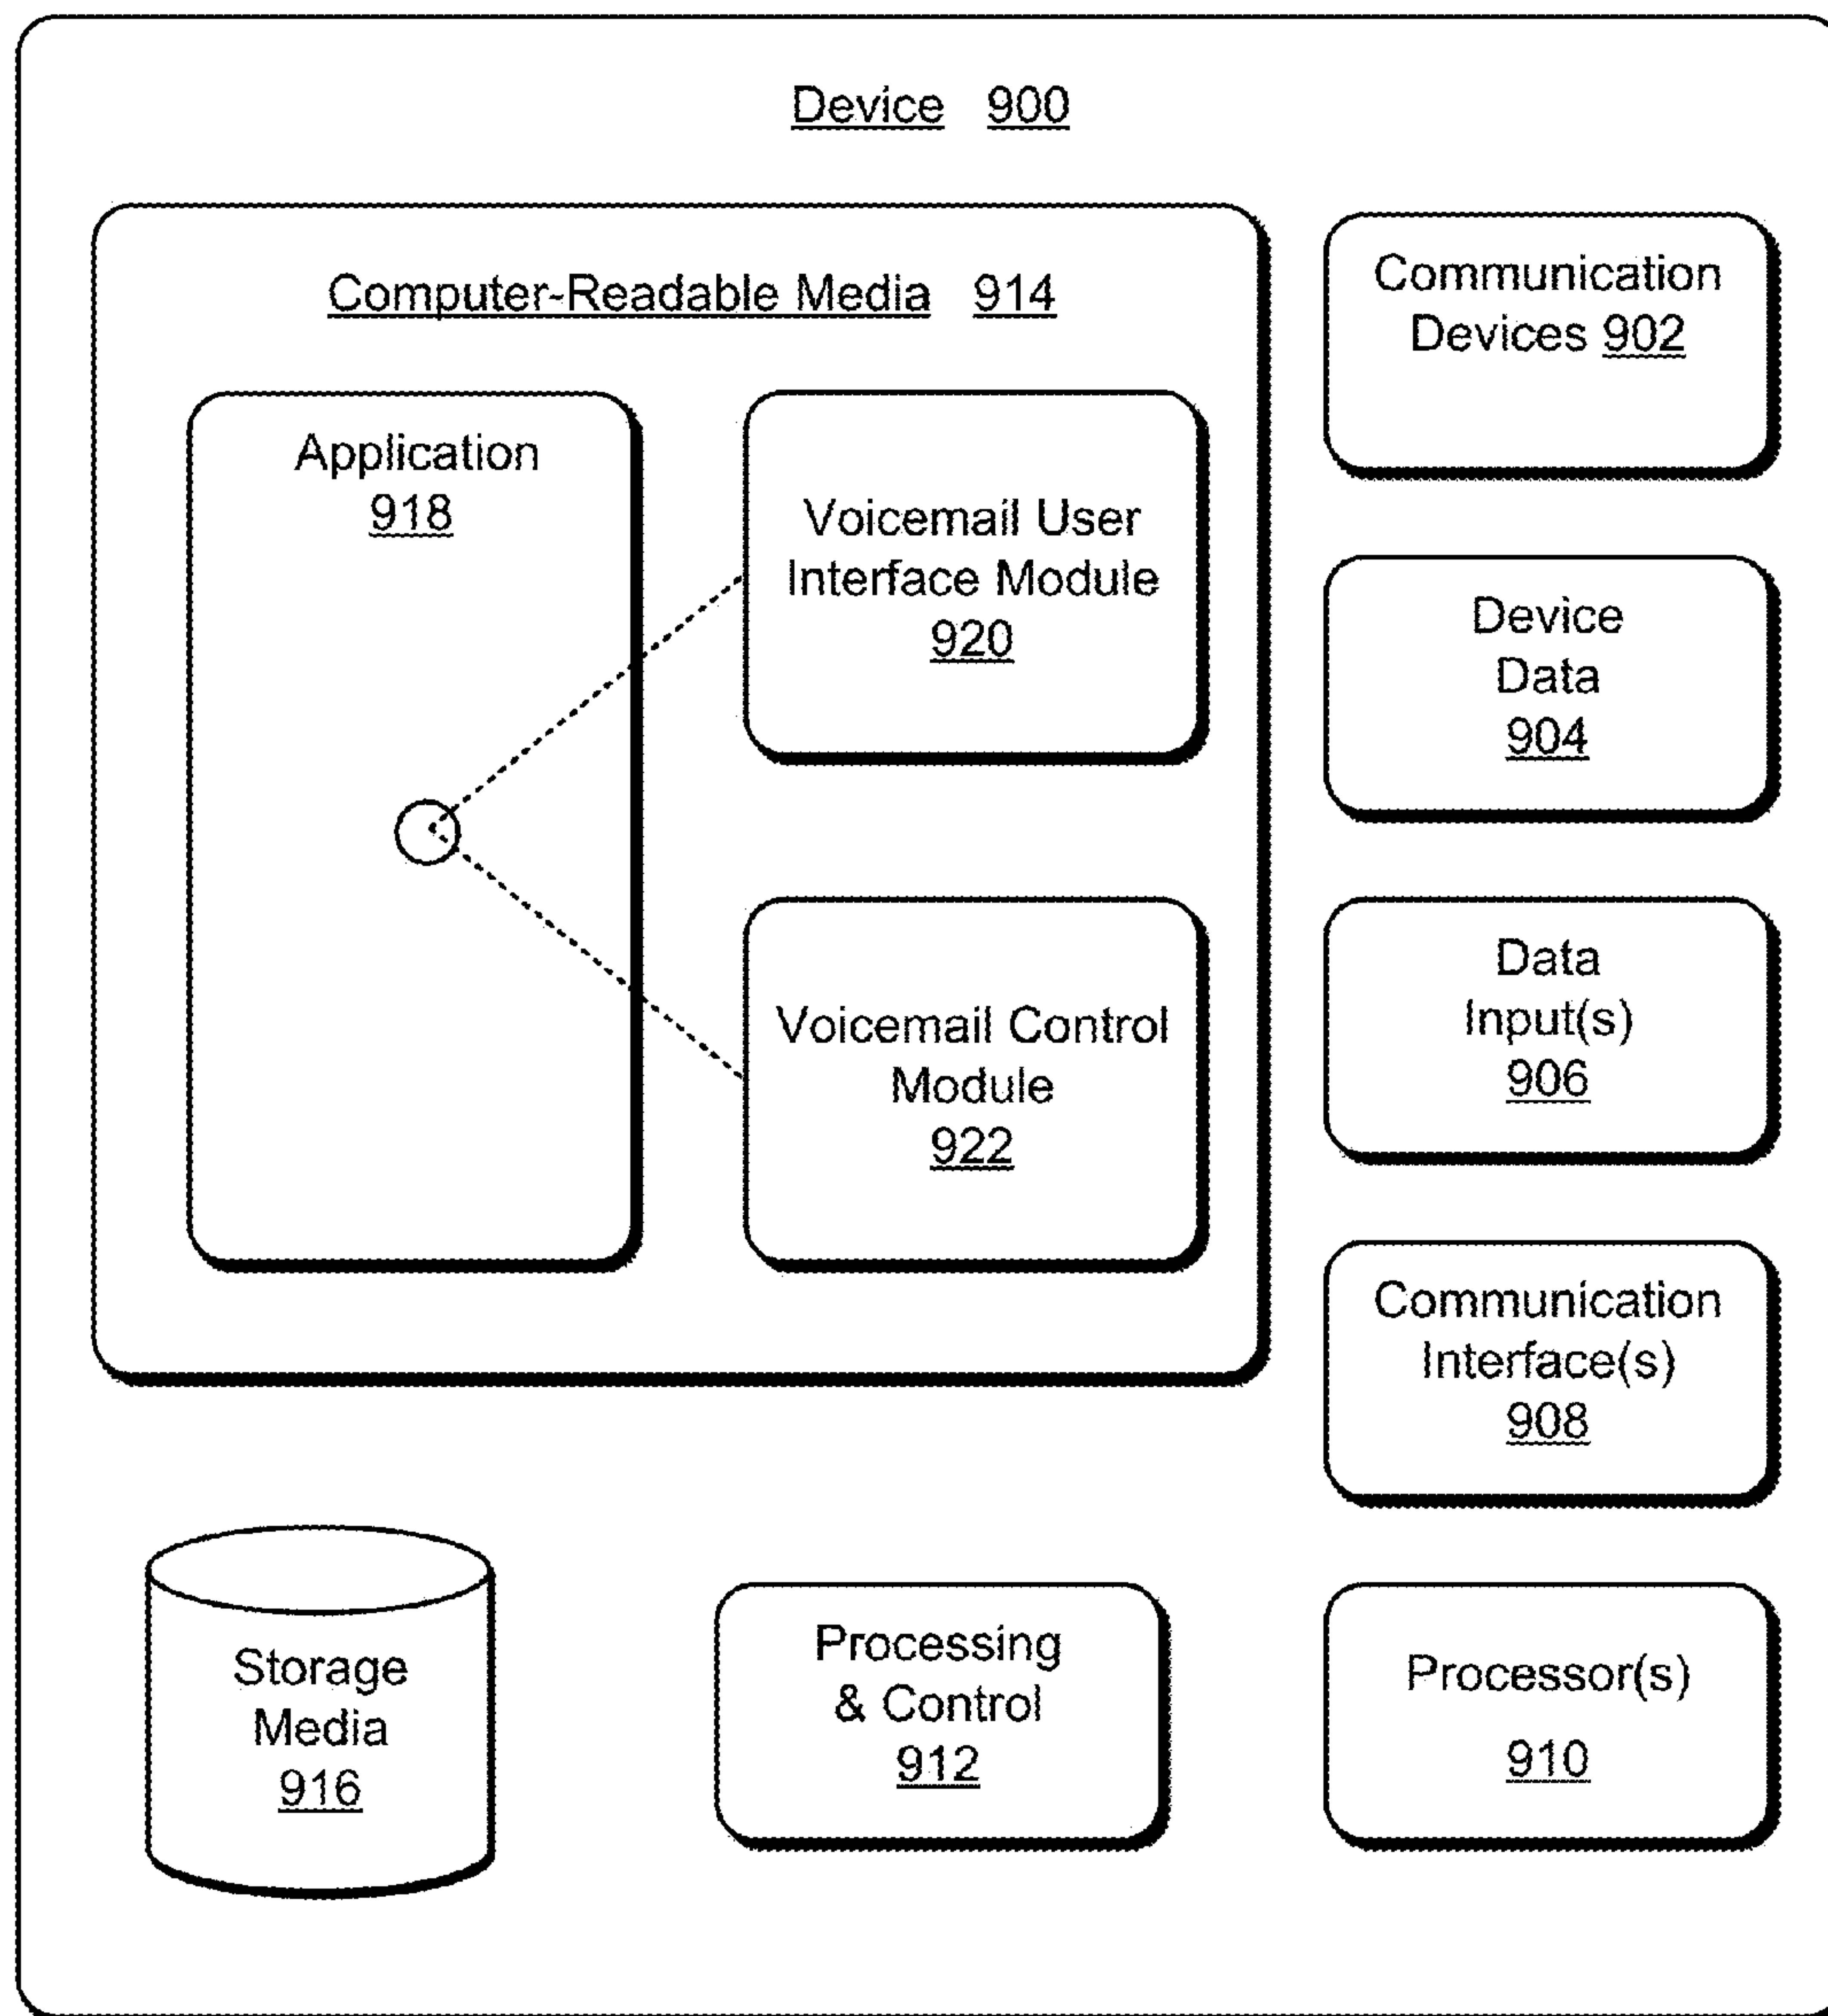 Device 900
Computer-Readable Media 914
Application
918
Voicemail User
Interface Module
920
Voicemail Control
Module
922
Communication
Devices 902
Device
Data
904
Data
Input(s)
906
Communication
Interface(s)
908
Storage
Media
916
Processing
& Control
912
Processor(s)
910